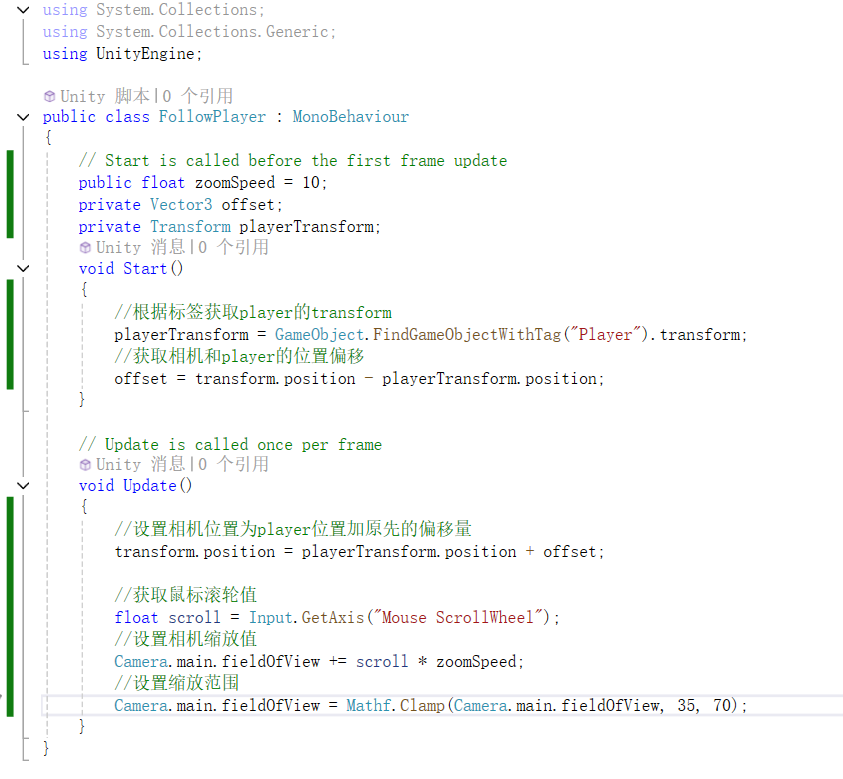 using System.Collections;
using System.Collections.Generic;
using UnityEngine;
Unity 脚本|0 个引用
public class FollowPlayer : MonoBehaviour
{
// Start is called before the first frame update
public float zoomSpeed = 10;
private Vector3 offset;
private Transform playerTransform;
Unity 消息|0 个引用
void Start()
{
//根据标签获取player的transform
playerTransform = GameObject.FindGameObjectWithTag("Player").transform;
//获取相机和player的位置偏移
offset = transform.position - playerTransform.position;
}
// Update is called once per frame
Unity 消息|0 个引用
void Update()
{
//设置相机位置为player位置加原先的偏移量
transform.position = playerTransform.position + offset;
//获取鼠标滚轮值
float scroll = Input.GetAxis("Mouse ScrollWheel");
//设置相机缩放值
Camera.main.fieldOfView += scroll * zoomSpeed;
//设置缩放范围
Camera.main.fieldOfView = Mathf.Clamp(Camera.main.fieldOfView, 35, 70);
}
}